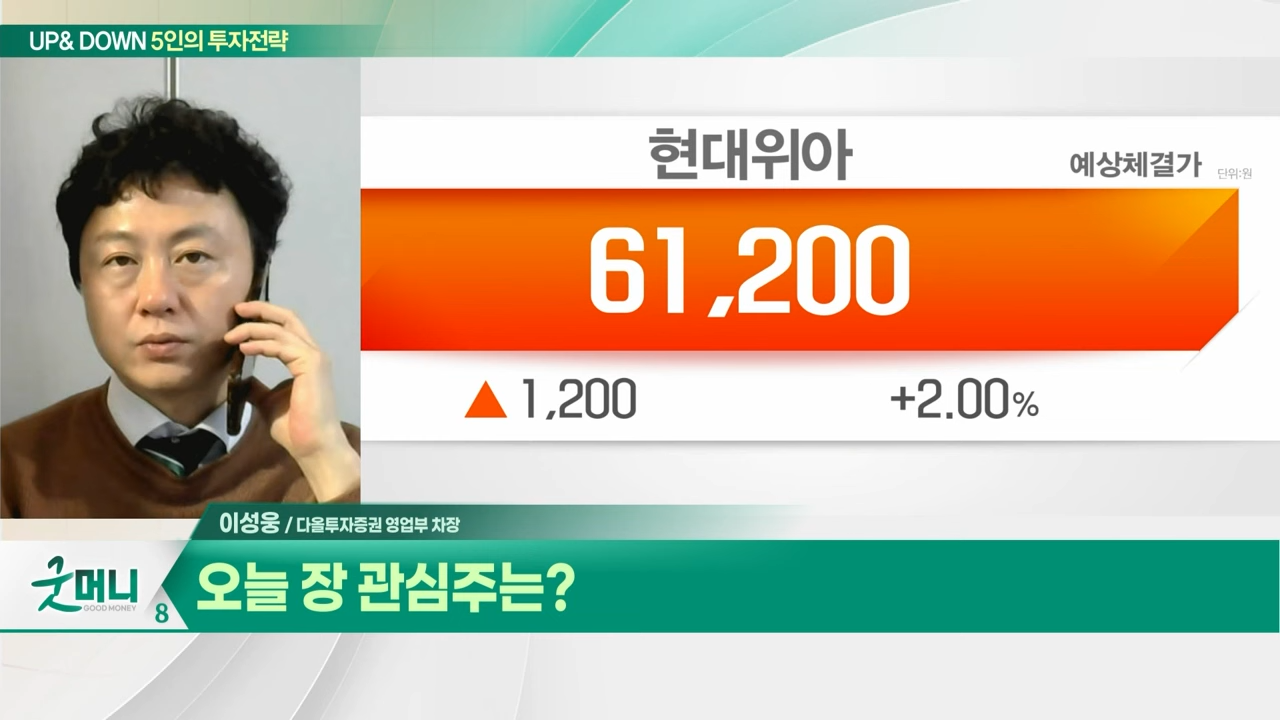 UP& DOWN 5인의 투자전략
현대위아
예상체결가 단위:원
61,200
▲ 1,200 +2.00%
이성웅 / 다올투자증권 영업부 차장
굿머니
GOOD MONEY
8
오늘 장 관심주는?